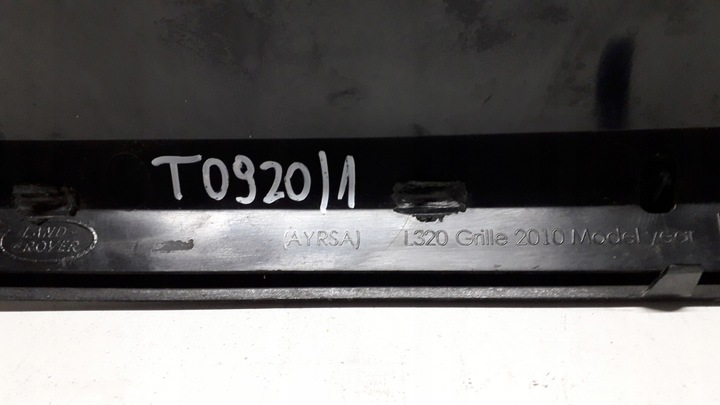 T0920/1
LAND
ROVER
(AYRSA) L320 Grille 2010 Model year